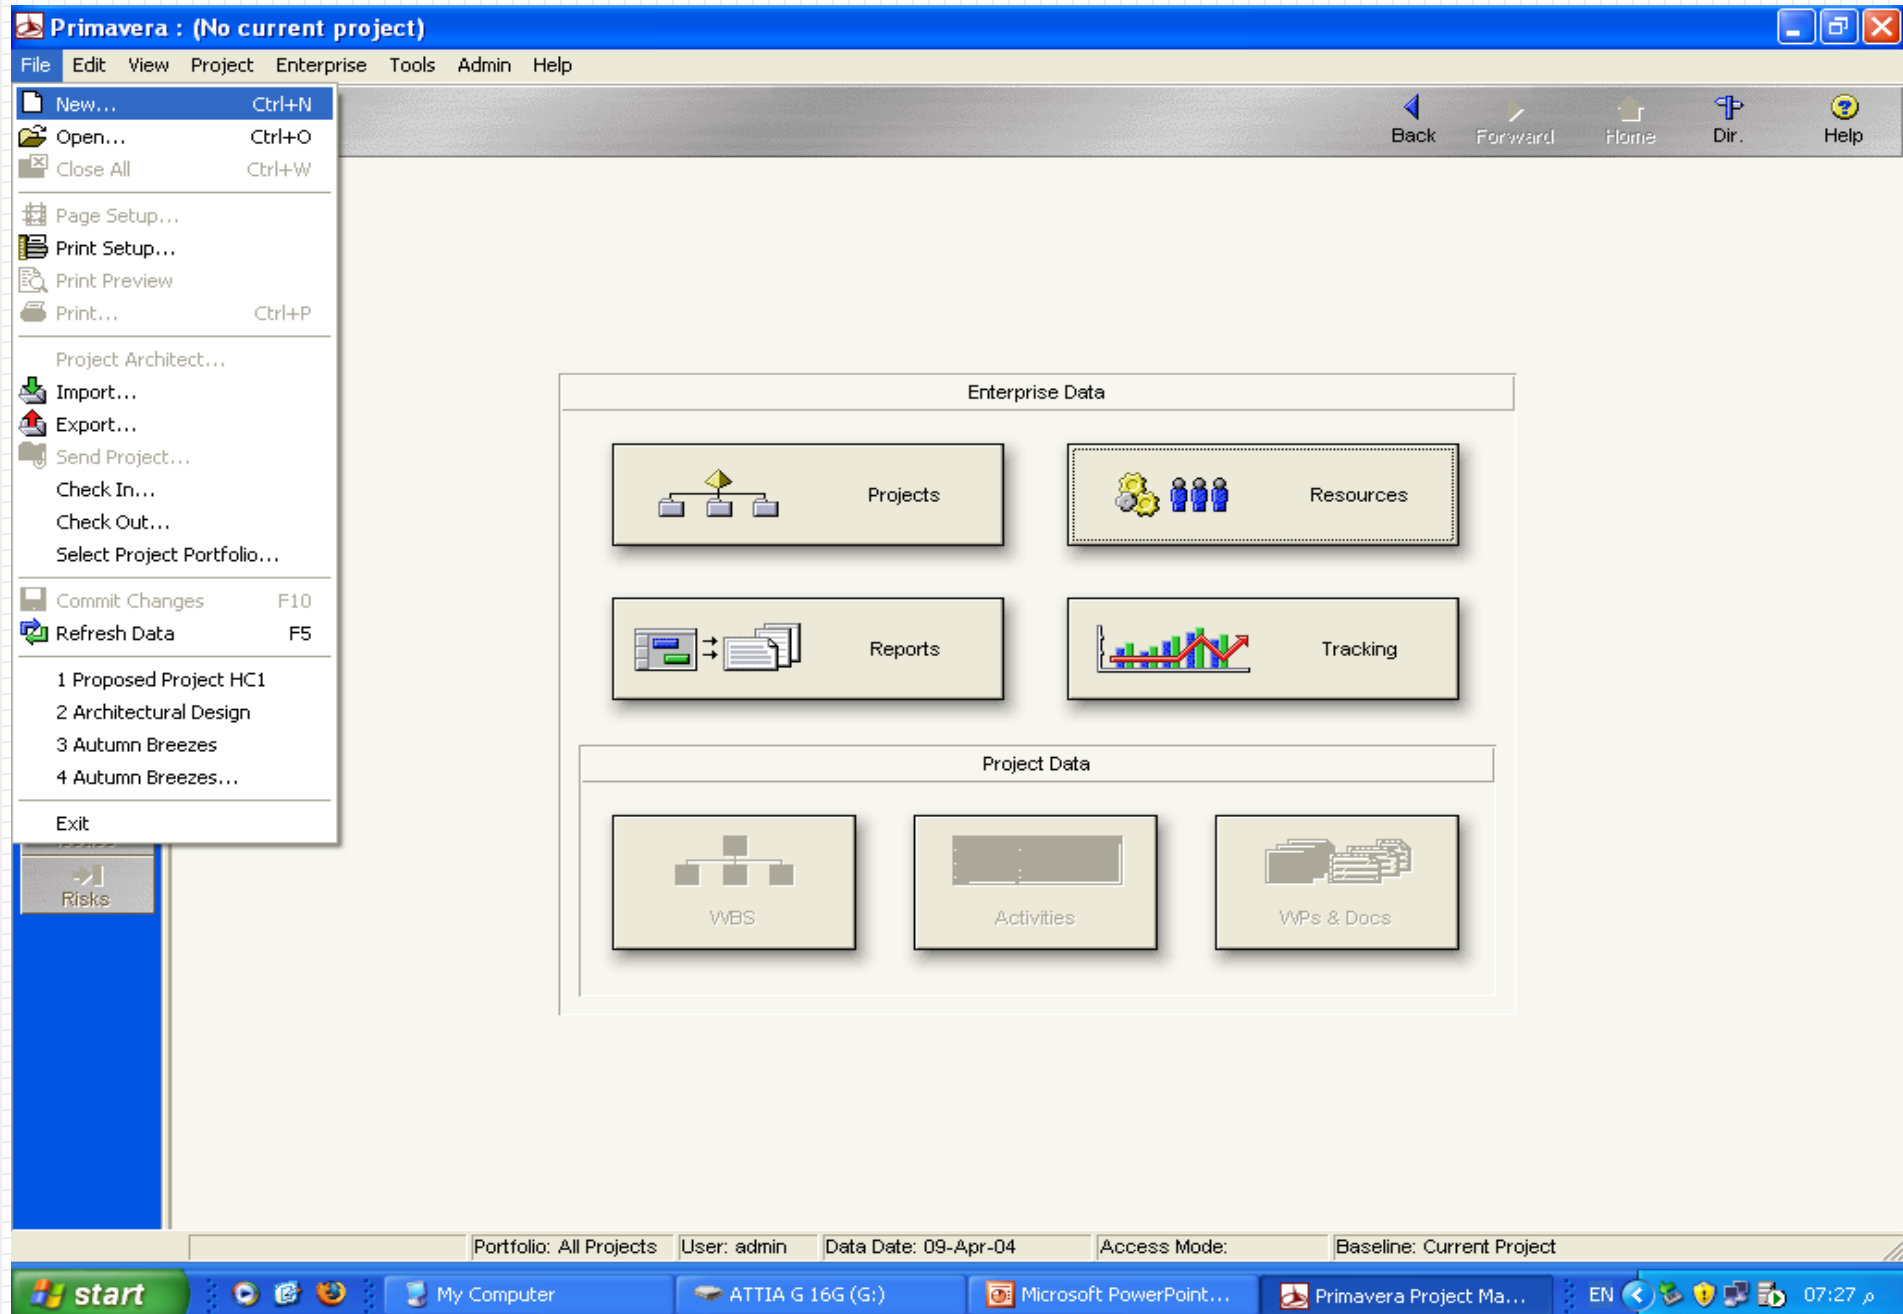 Primavera : (No current project)
File Edit View Project Enterprise Tools Admin Help
New... Ctrl+N
Open... Ctrl+O
Close All Ctrl+W
Page Setup...
Print Setup...
Print Preview
Print... Ctrl+P
Project Architect...
Import...
Export...
Send Project...
Check In...
Check Out...
Select Project Portfolio...
Commit Changes F10
Refresh Data F5
1 Proposed Project HC1
2 Architectural Design
3 Autumn Breezes
4 Autumn Breezes...
Exit
Risks
Back Forward Home Dir. Help
Enterprise Data
Projects Resources
Reports Tracking
Project Data
WBS Activities WPs & Docs
Portfolio: All Projects User: admin Data Date: 09-Apr-04 Access Mode: Baseline: Current Project
start My Computer ATTIA G 16G (G:) Microsoft PowerPoint... Primavera Project Ma... EN 07:27 م